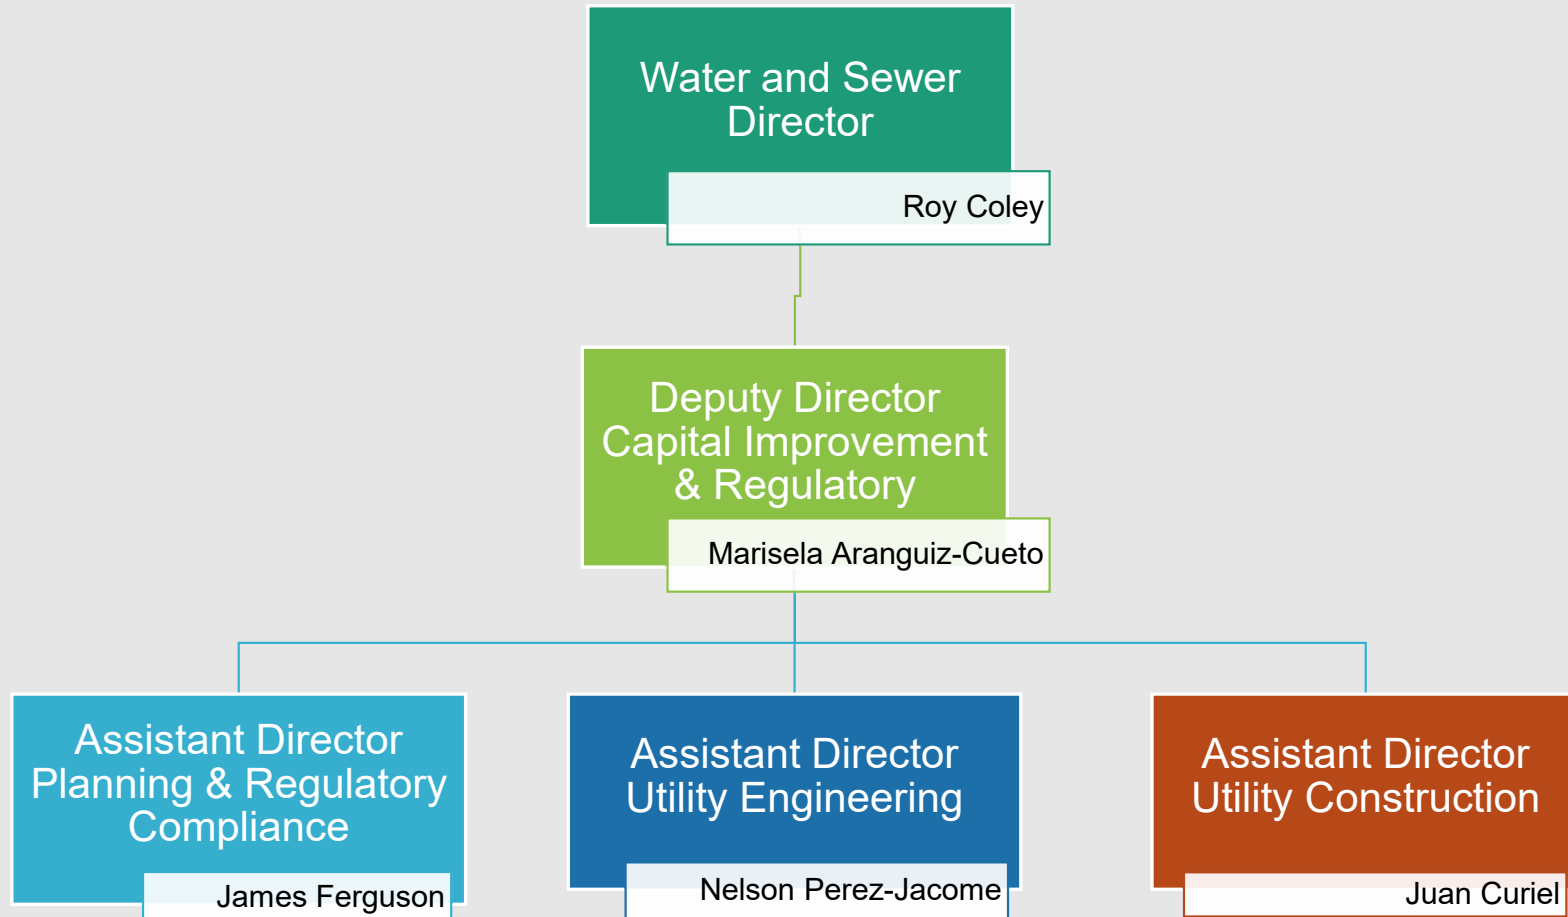 Water and Sewer
Director
Roy Coley
Deputy Director
Capital Improvement
& Regulatory
Marisela Aranguiz-Cueto
Assistant Director
Planning & Regulatory
Compliance
James Ferguson
Assistant Director
Utility Engineering
Nelson Perez-Jacome
Assistant Director
Utility Construction
Juan Curiel